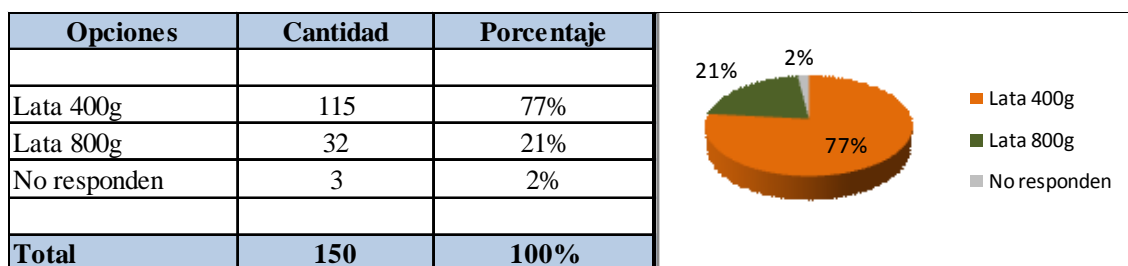 Opciones Cantidad Porcentaje
Lata 400g 115 77%
Lata 800g 32 21%
No responden 3 2%
Total 150 100%
2%
21%
77%
Lata 400g
Lata 800g
No responden